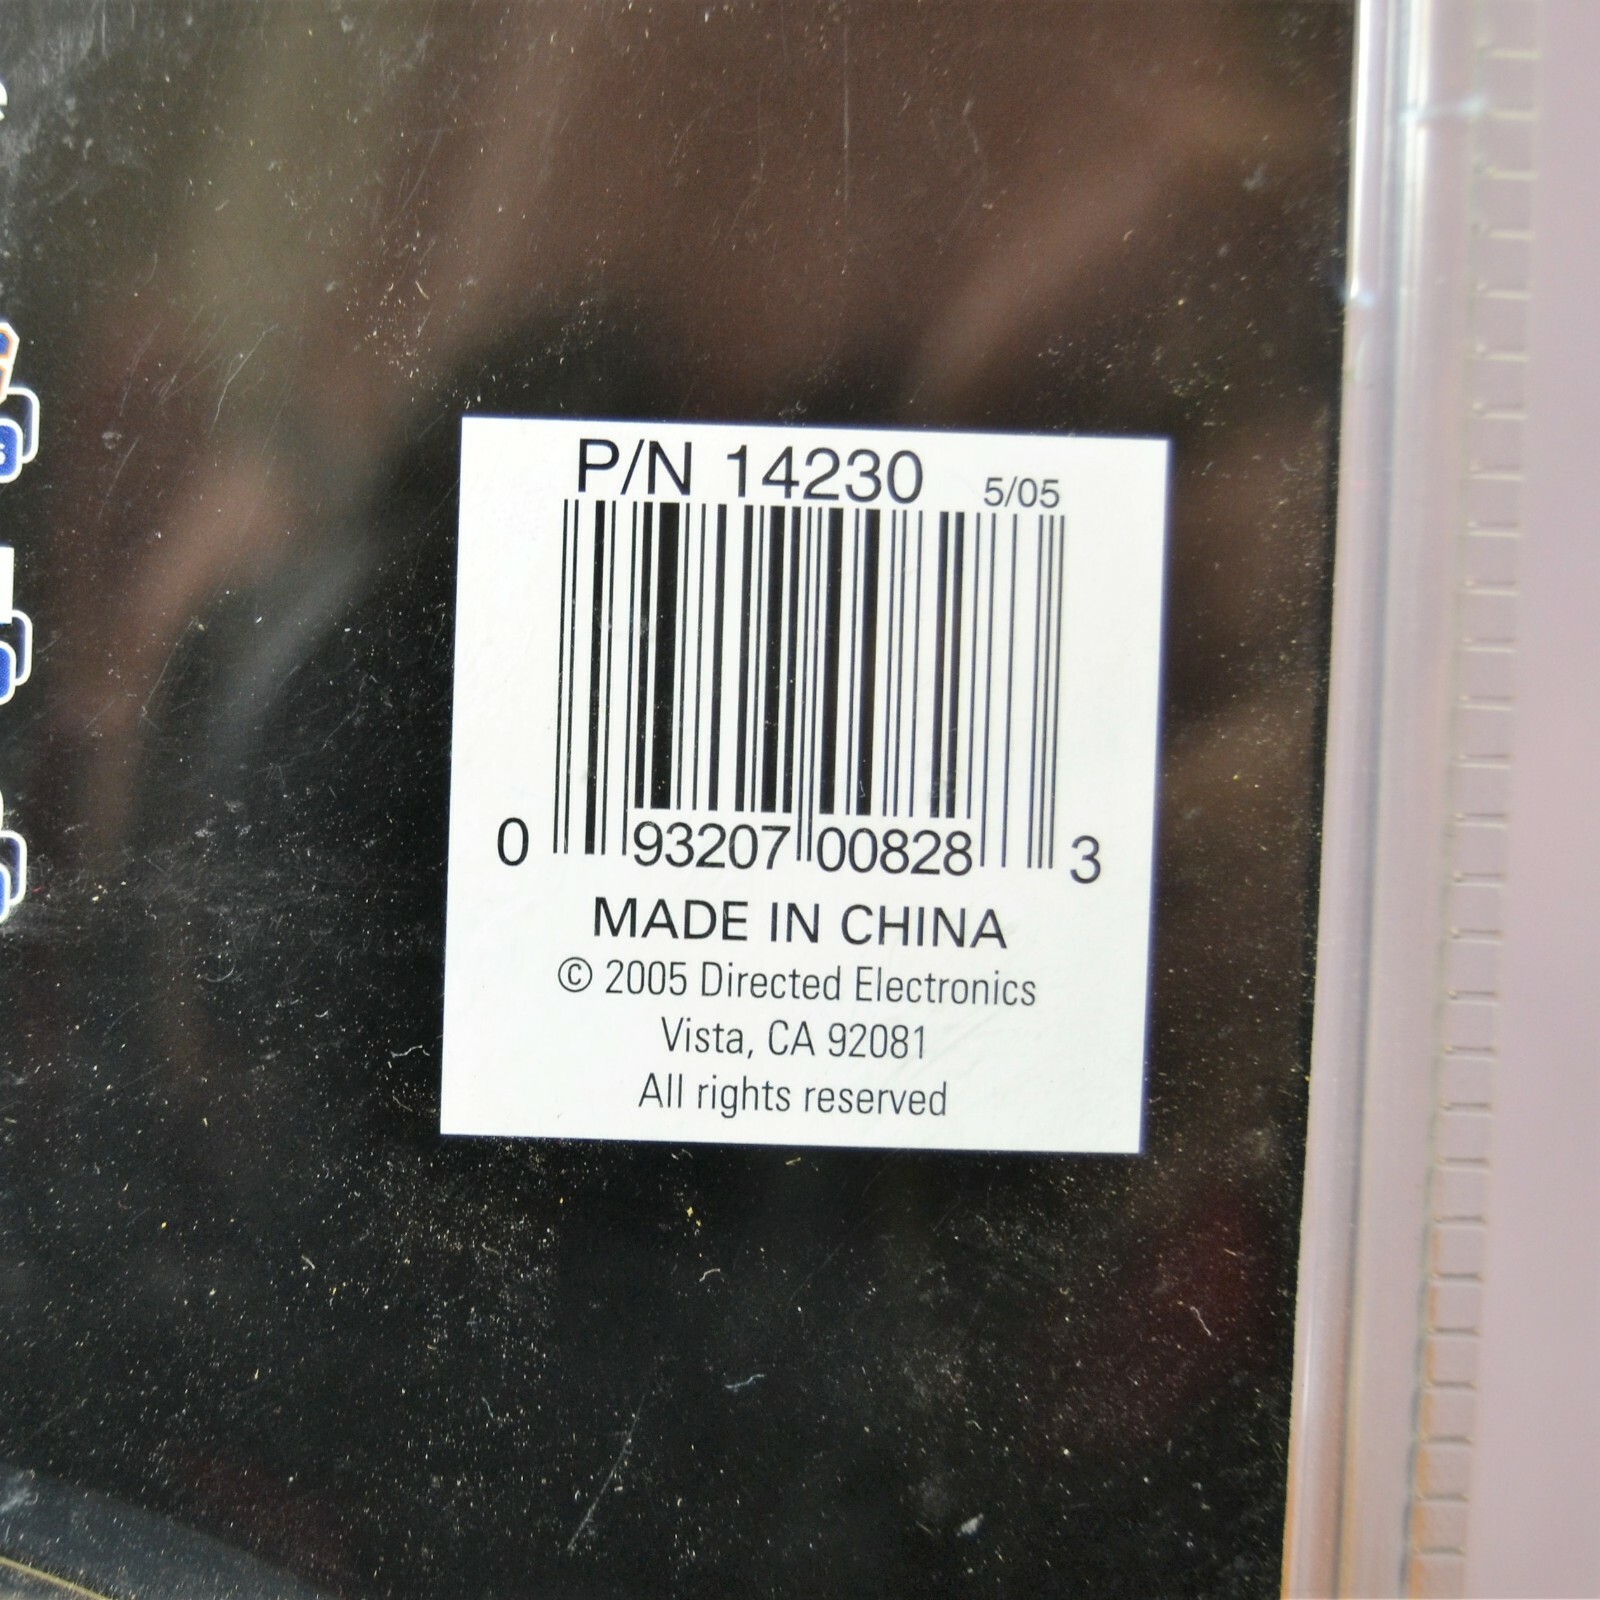 P/N 14230 5/05
0 93207 00828 3
MADE IN CHINA
© 2005 Directed Electronics
Vista, CA 92081
All rights reserved